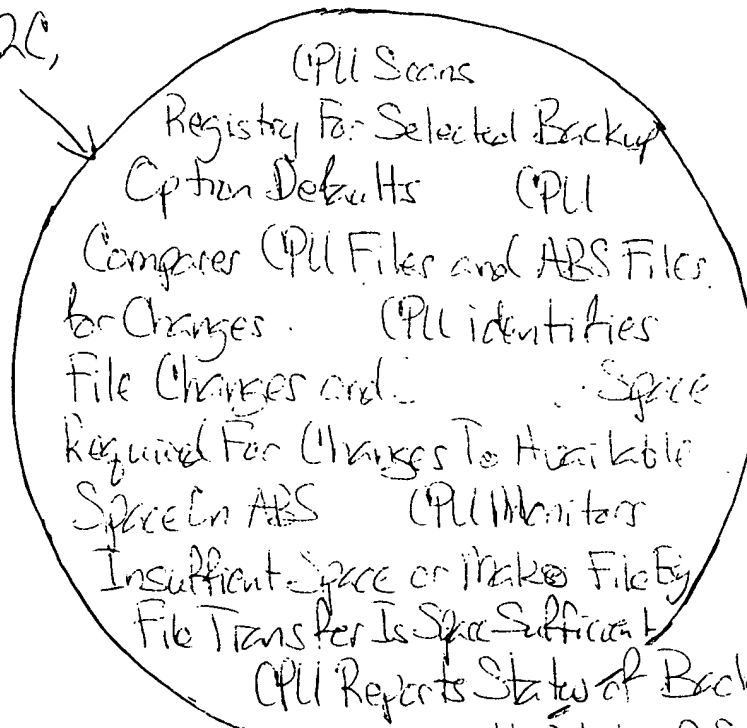 2C,
CPU Scans
Registry For Selected Backup
Option Defaults CPU
Compares CPU Files and ABS Files
for Changes. CPU identifies
File Changes and Space
Required For Changes To Available
Space On ABS CPU Monitors
Insufficient Space or Makes File By
File Transfer Is Space Sufficient
CPU Reports Status of Back